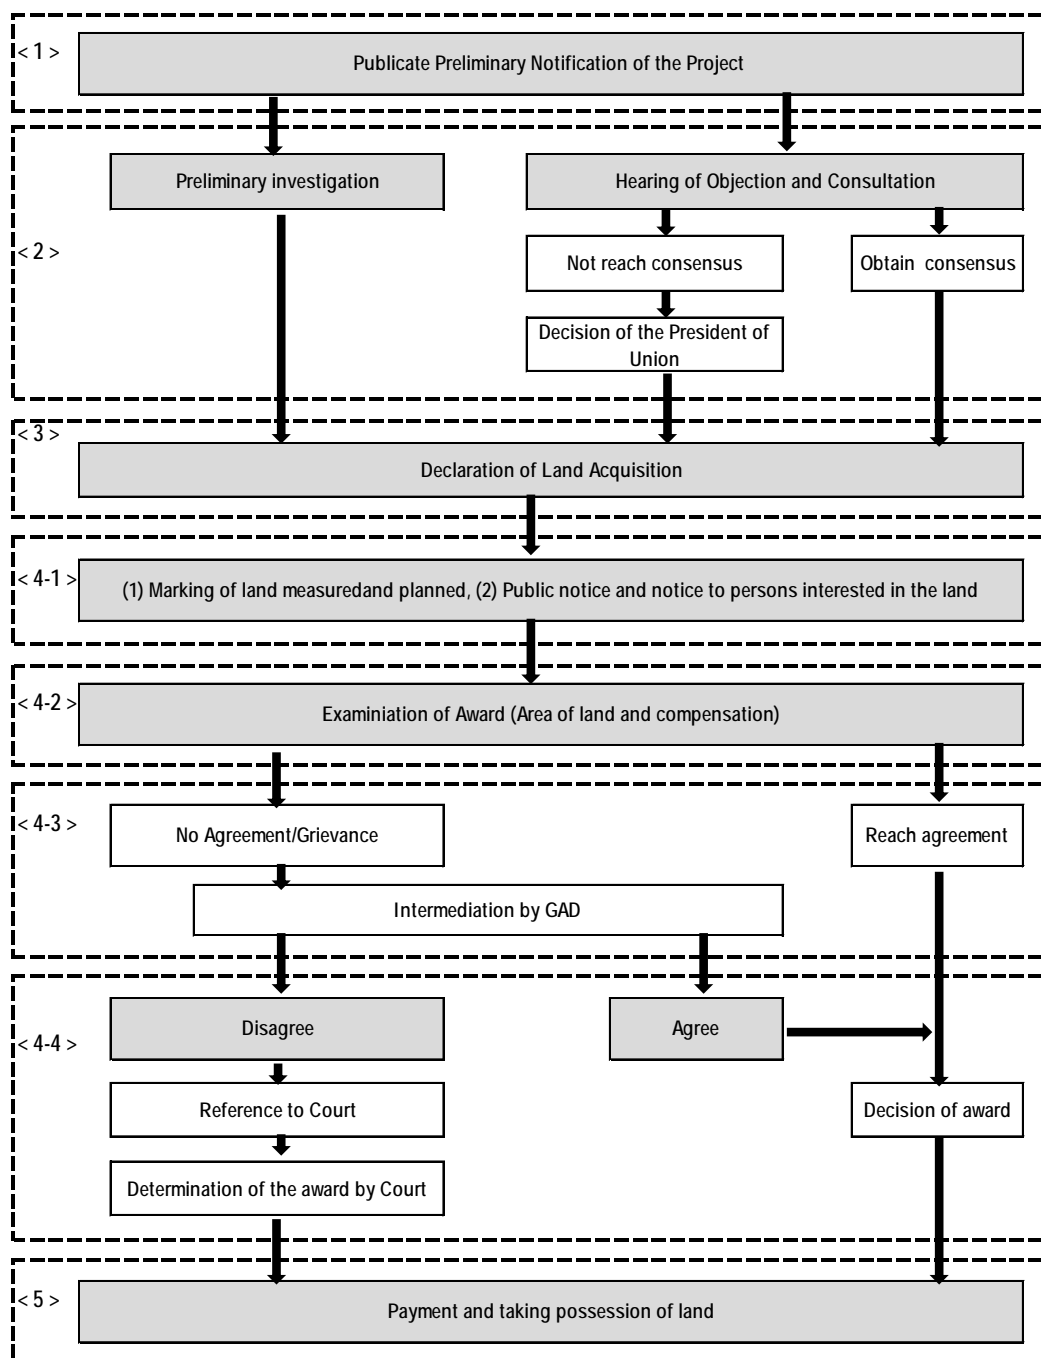 < 1 >
Publicate Preliminary Notification of the Project
< 2 >
Preliminary investigation
Hearing of Objection and Consultation
Not reach consensus
Obtain consensus
Decision of the President of
Union
< 3 >
Declaration of Land Acquisition
< 4-1 >
(1) Marking of land measuredand planned, (2) Public notice and notice to persons interested in the land
< 4-2 >
Examiniation of Award (Area of land and compensation)
< 4-3 >
No Agreement/Grievance
Reach agreement
Intermediation by GAD
< 4-4 >
Disagree
Agree
Reference to Court
Decision of award
Determination of the award by Court
< 5 >
Payment and taking possession of land